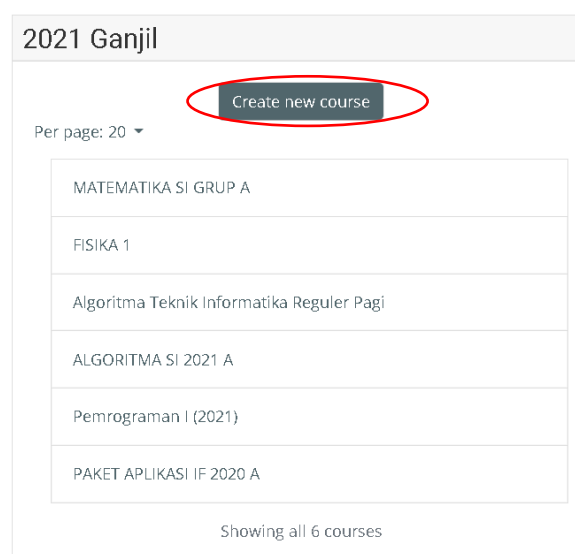 2021 Ganjil
Create new course
Per page: 20
MATEMATIKA SI GRUP A
FISIKA 1
Algoritma Teknik Informatika Reguler Pagi
ALGORITMA SI 2021 A
Pemrograman I (2021)
PAKET APLIKASI IF 2020 A
Showing all 6 courses